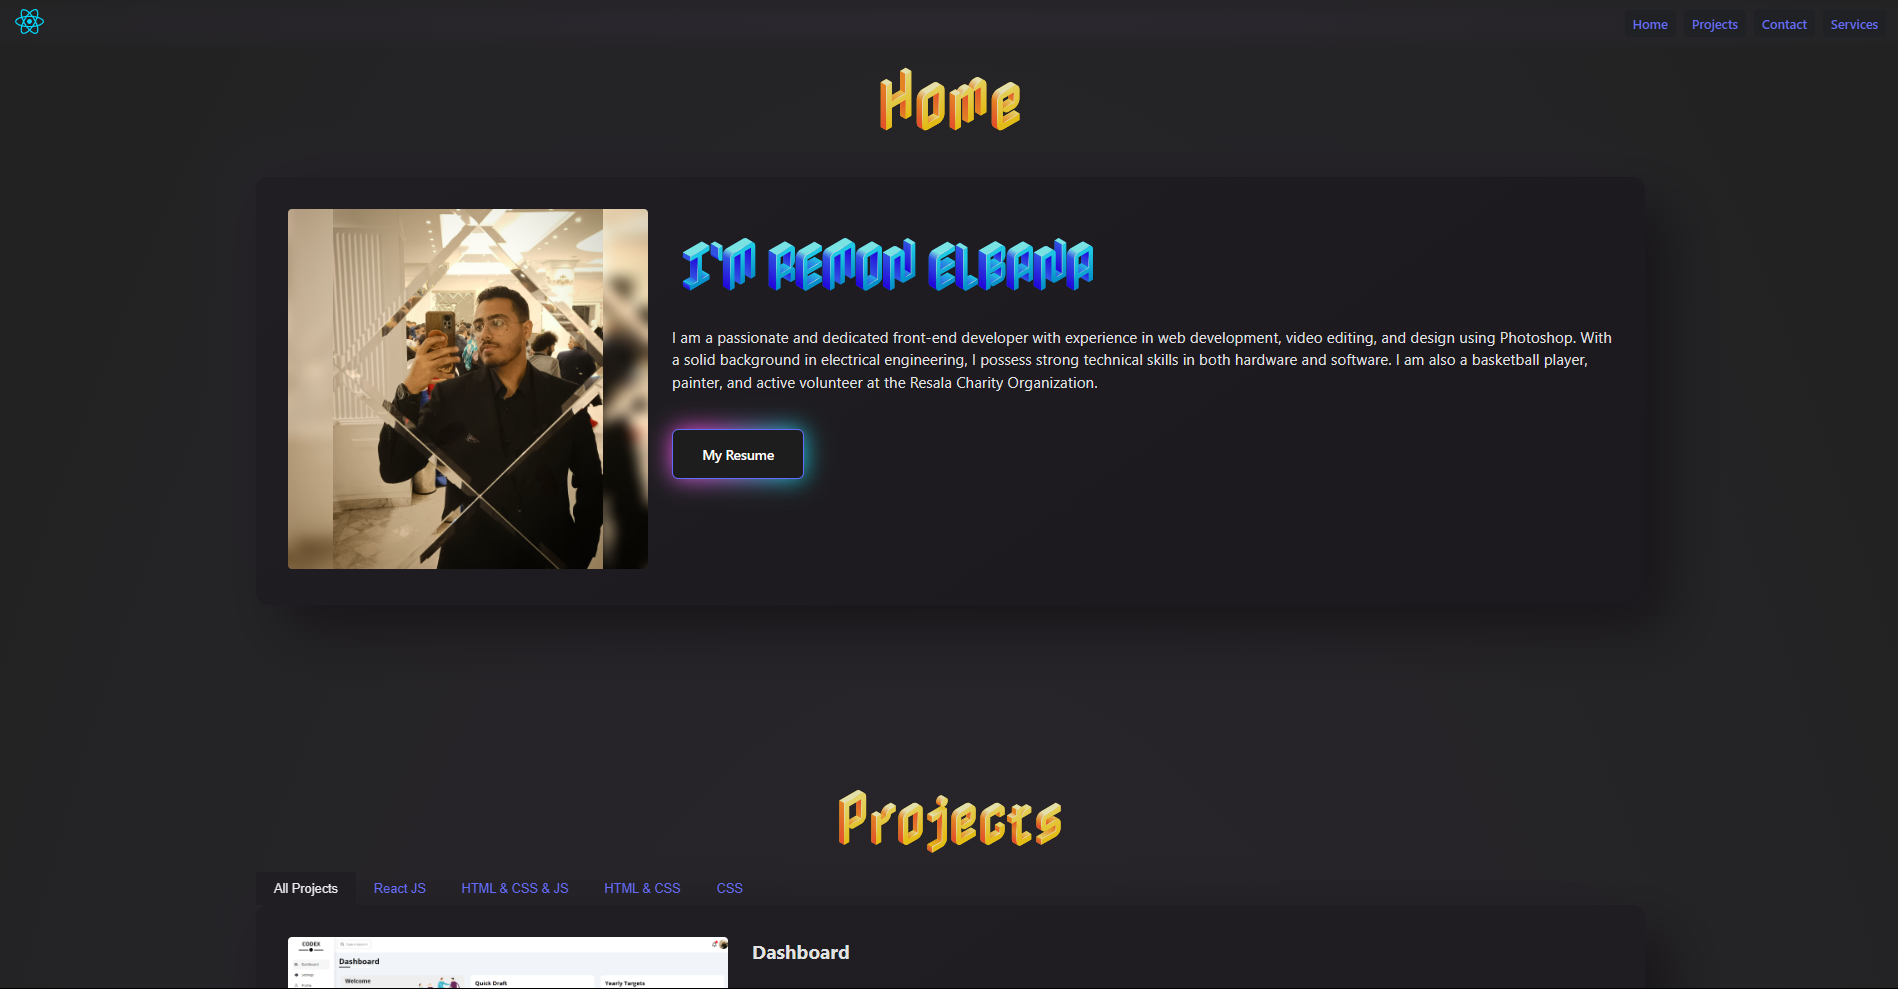 Home
Projects
Contact
Services
Home
I'M REMON ELBANA
I am a passionate and dedicated front-end developer with experience in web development, video editing, and design using Photoshop. With
a solid background in electrical engineering, I possess strong technical skills in both hardware and software. I am also a basketball player,
painter, and active volunteer at the Resala Charity Organization.
My Resume
Projects
All Projects
React JS
HTML & CSS & JS
HTML & CSS
CSS
CODEX
Dashboard
Dashboard
Settings
Profile
Dashboard
Welcome
Quick Draft
Yearly Targets